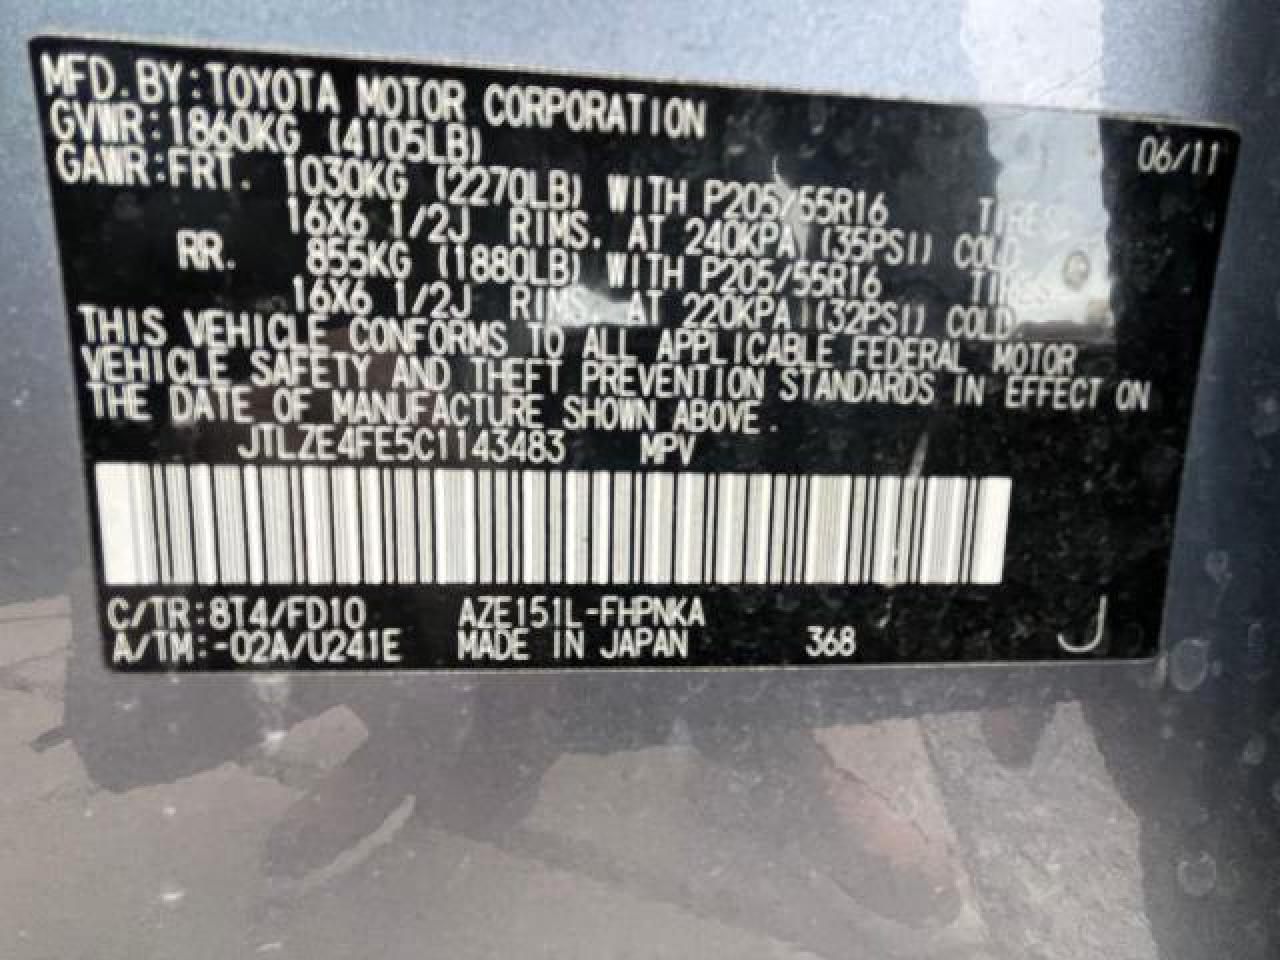 MFD. BY:TOYOTA MOTOR CORPORATION 06/11
GVWR:1860KG (4105LB)
GAWR:FRT. 1030KG (2270LB) WITH P205/55R16 TIRES
16X6 1/2J RIMS. AT 240KPA (35PSI) COLD
RR. 855KG (1880LB) WITH P205/55R16 TIRES
16X6 1/2J RIMS. AT 220KPA (32PSI) COLD
THIS VEHICLE CONFORMS TO ALL APPLICABLE FEDERAL MOTOR
VEHICLE SAFETY AND THEFT PREVENTION STANDARDS IN EFFECT ON
THE DATE OF MANUFACTURE SHOWN ABOVE.
JTLZE4FE5C1143483 MPV
C/TR:8T4/FD10 AZE151L-FHPNKA
A/TM:-02A/U241E MADE IN JAPAN 368 J